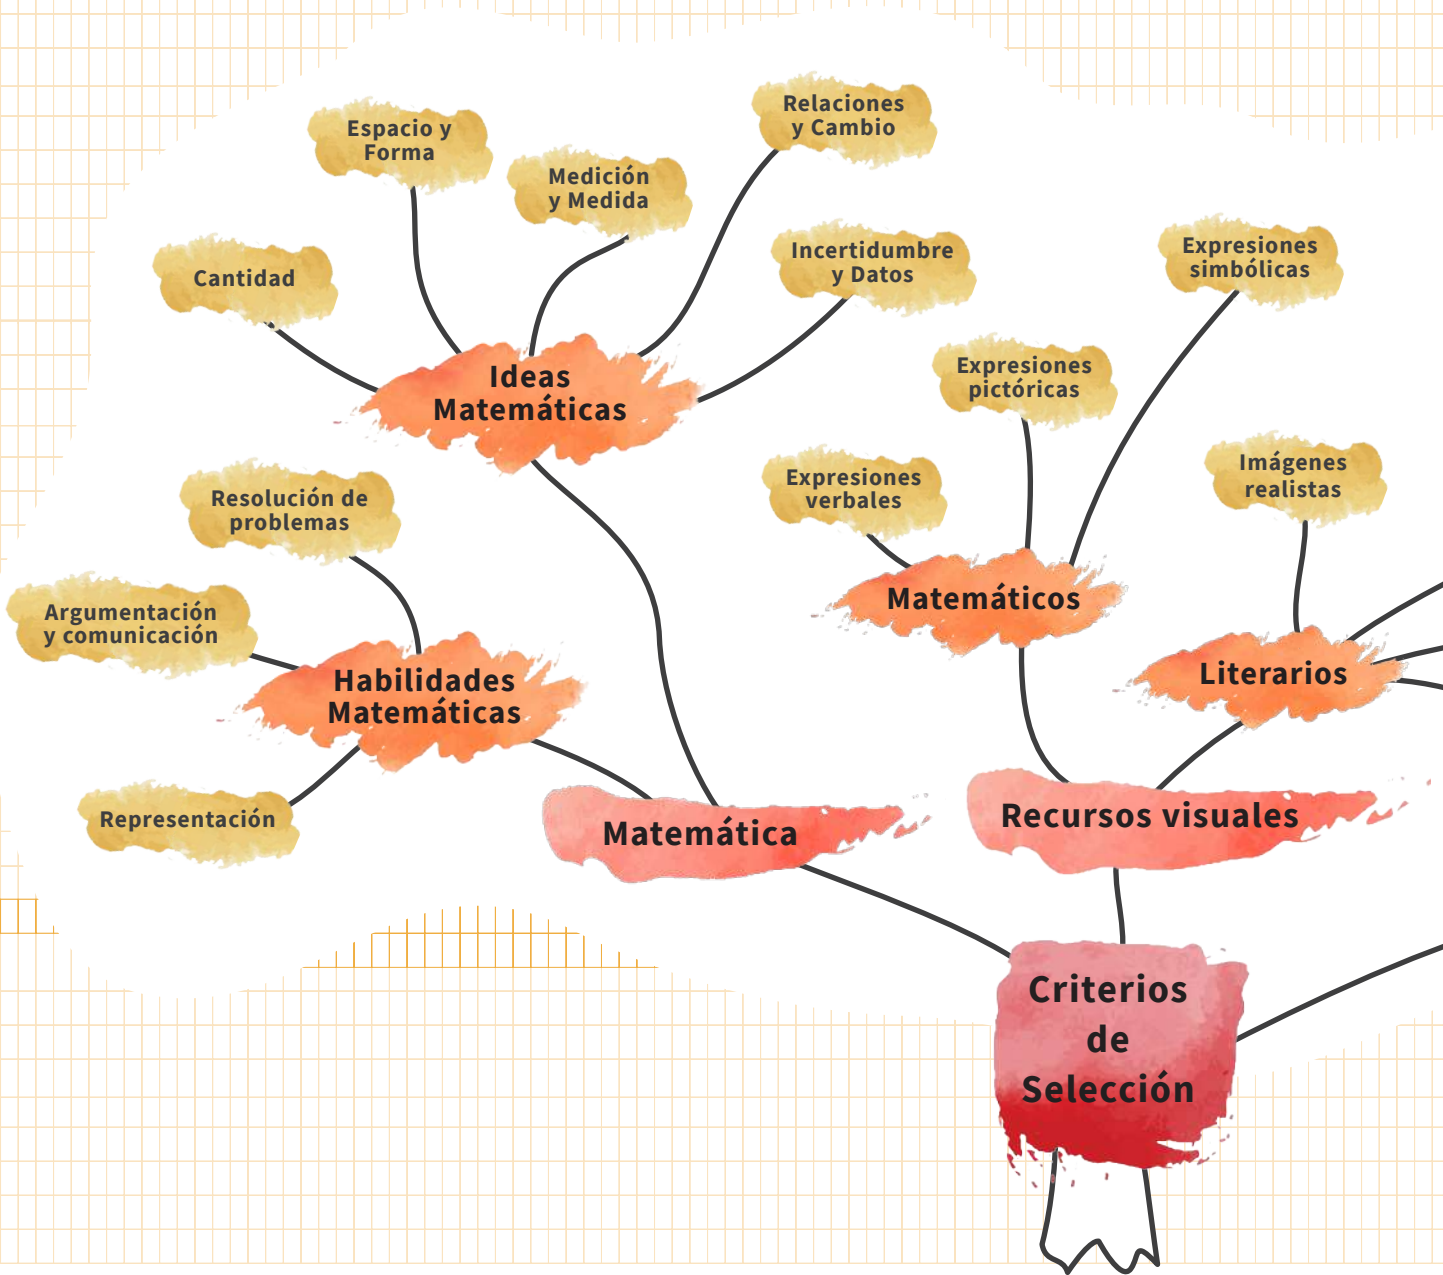 Relaciones
y Cambio
Espacio y
Forma
Medición
y Medida
Incertidumbre
y Datos
Cantidad
Ideas
Matemáticas
Expresiones
simbólicas
Expresiones
pictóricas
Expresiones
verbales
Imágenes
realistas
Resolución de
problemas
Argumentación
y comunicación
Habilidades
Matemáticas
Representación
Matemáticos
Literarios
Matemática
Recursos visuales
Criterios
de
Selección